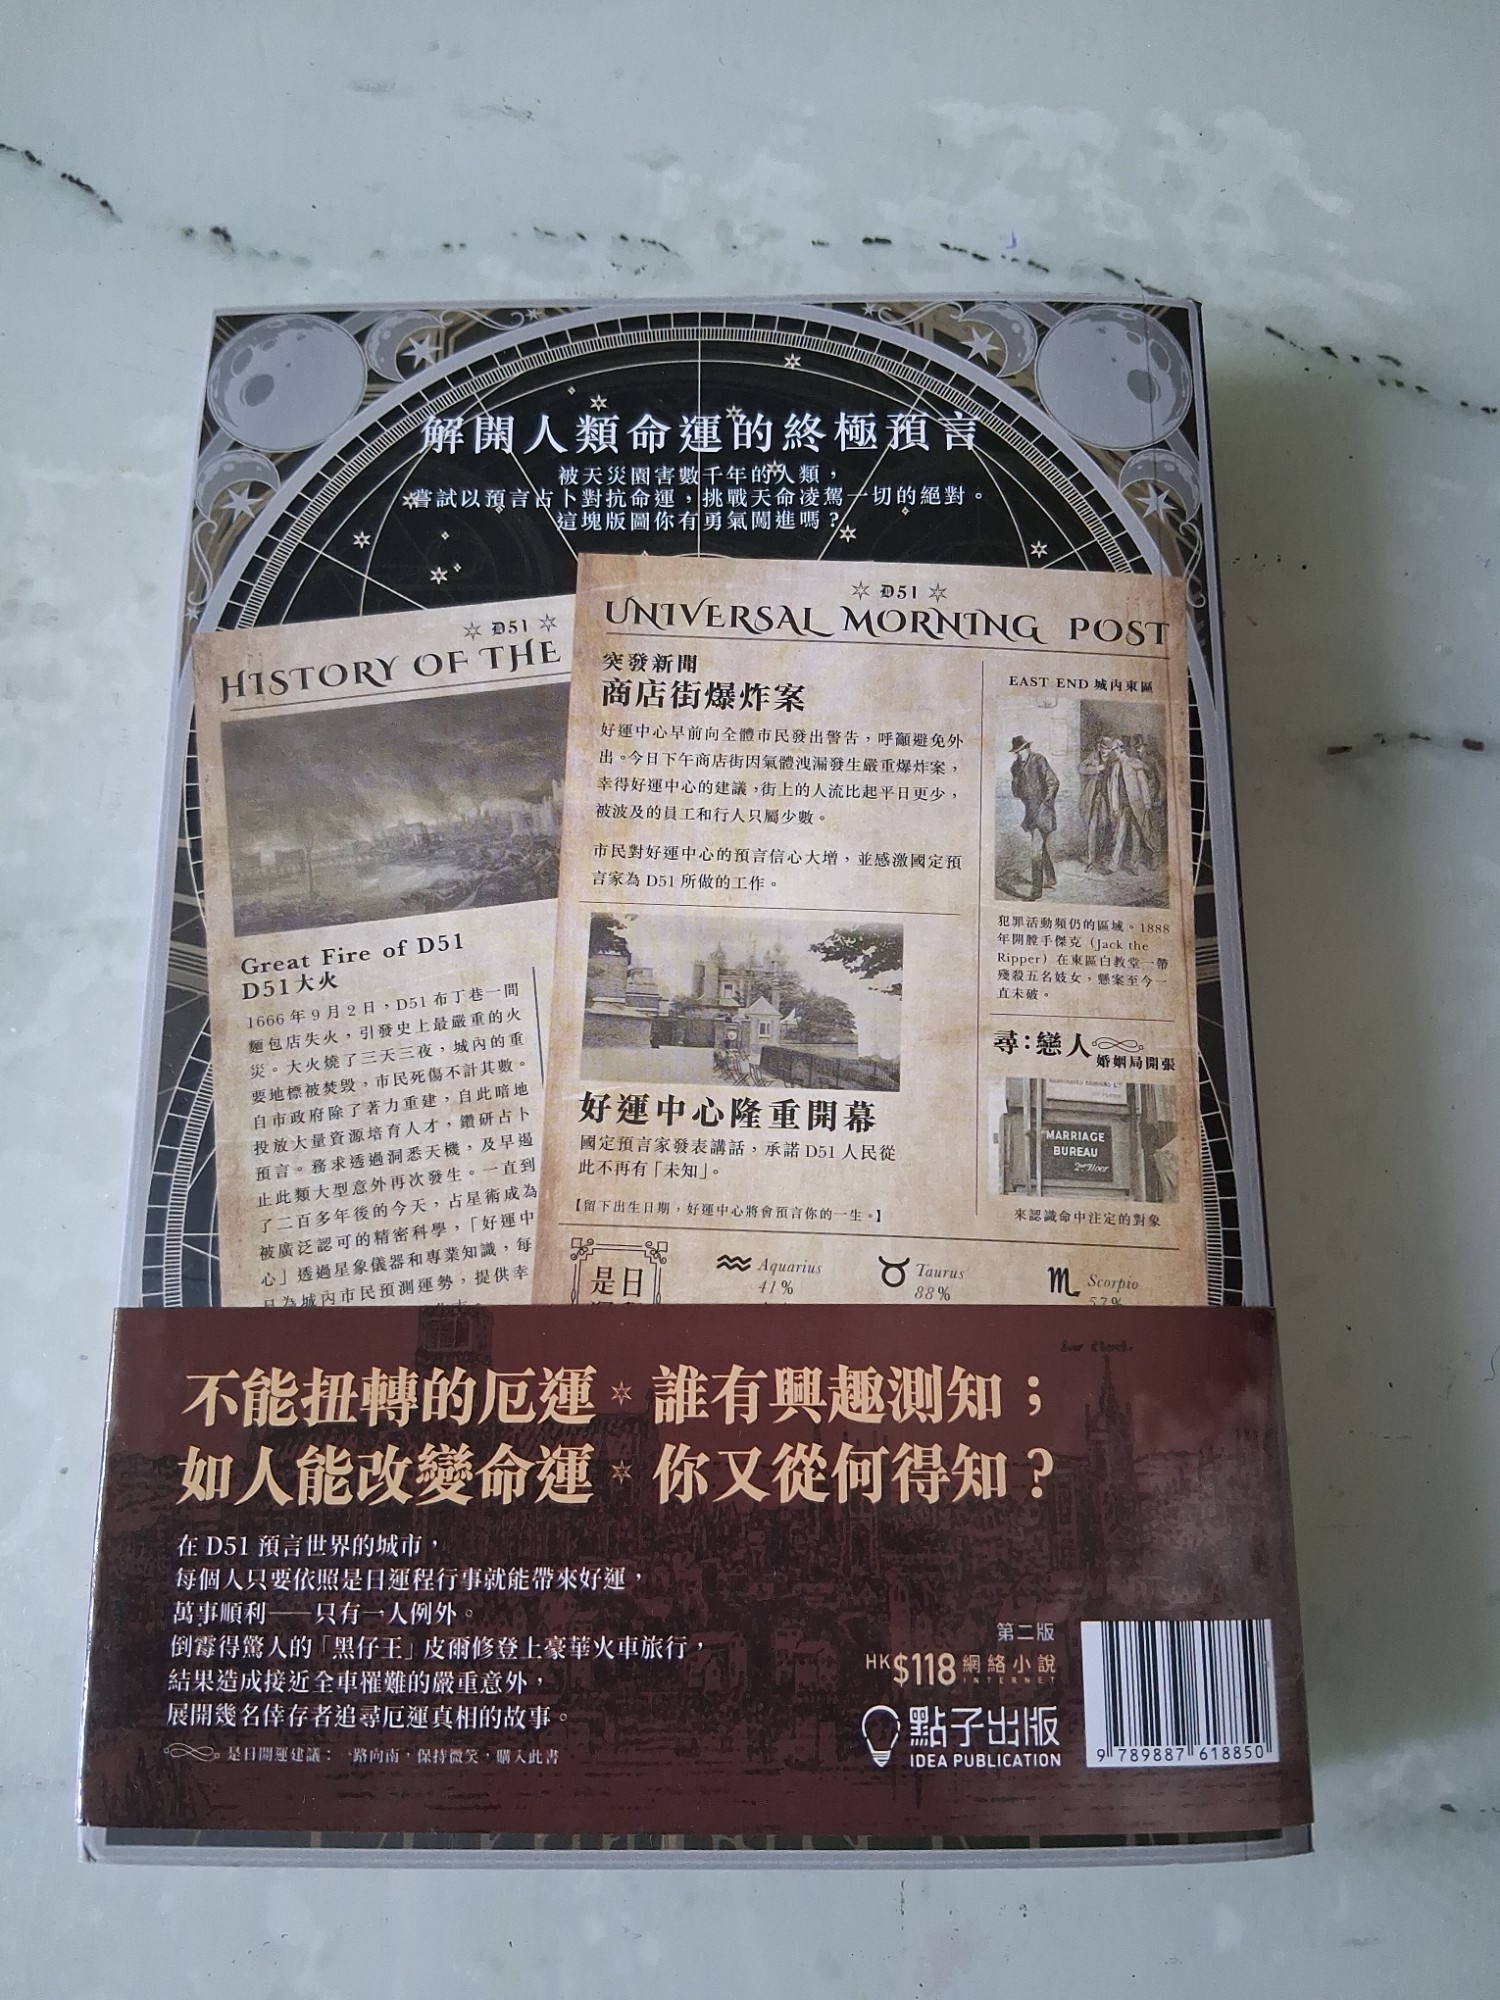 解開人類命運的終極預言
被天災園害數千年的人類，
嘗試以預言占卜對抗命運，挑戰天命凌駕一切的絕對。
這塊版圖你有勇氣闖進嗎？
D51
HISTORY OF THE
Great Fire of D51
D51大火
1666年9月2日，D51布丁巷一間
麵包店失火，引發史上最嚴重的火
災。大火燒了三天三夜，城內的重
要地標被焚毀，市民死傷不計其數。
自市政府除了著力重建，自此暗地
投放大量資源培育人才，鑽研占卜
預言。務求透過洞悉天機，及早遏
止此類大型意外再次發生。一直到
了二百多年後的今天，占星術成為
被廣泛認可的精密科學，「好運中
心」透過星象儀器和專業知識，每
日為城內市民預測運勢，提供幸
D51
UNIVERSAL MORNING POST
突發新聞
商店街爆炸案
好運中心早前向全體市民發出警告，呼籲避免外
出。今日下午商店街因氣體洩漏發生嚴重爆炸案，
幸得好運中心的建議，街上的人流比起平日更少，
被波及的員工和行人只屬少數。
市民對好運中心的預言信心大增，並感激國定預
言家為D51所做的工作。
好運中心隆重開幕
國定預言家發表講話，承諾D51人民從
此不再有「未知」。
【留下出生日期，好運中心將會預言你的一生。】
EAST END 城內東區
犯罪活動頻仍的區域。1888
年開膛手傑克（Jack the
Ripper）在東區白教堂一帶
殘殺五名妓女，懸案至今一
直未破。
尋：戀人
婚姻局開張
MARRIAGE
BUREAU
2nd Floor
來認識命中注定的對象
是日
Aquarius
41%
Taurus
88%
Scorpio
57%
不能扭轉的厄運 誰有興趣測知；
如人能改變命運 你又從何得知？
在D51預言世界的城市，
每個人只要依照是日運程行事就能帶來好運，
萬事順利──只有一人例外。
倒霉得驚人的「黑仔王」皮爾修登上豪華火車旅行，
結果造成接近全車罹難的嚴重意外，
展開幾名倖存者追尋厄運真相的故事。
是日開運建議：一路向南，保持微笑，購入此書
第二版
HK$118 網絡小說
INTERNET
點子出版
IDEA PUBLICATION
9 789887 618850